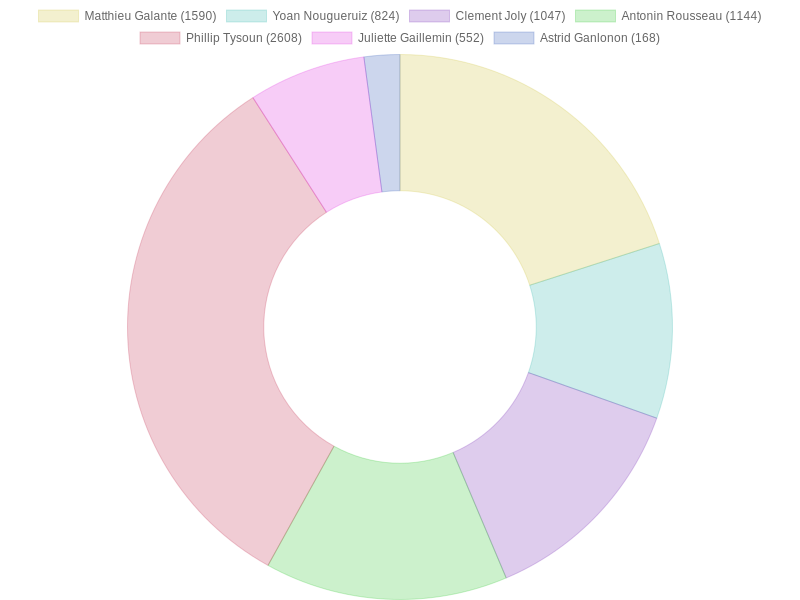 Matthieu Galante (1590) Yoan Nougueruiz (824) Clement Joly (1047) Antonin Rousseau (1144)
Phillip Tysoun (2608) Juliette Gaillemin (552) Astrid Ganlonon (168)